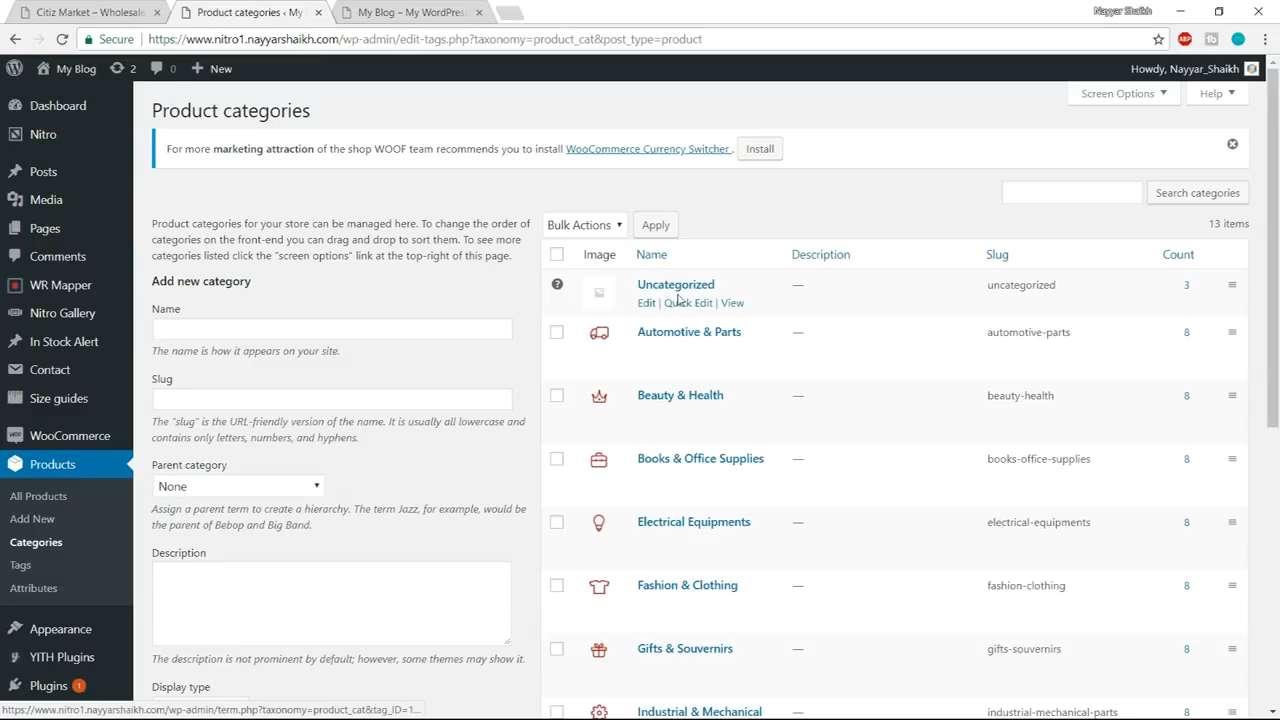 Citiz Market – Wholesale
Product categories ‹ My
My Blog – My WordPress
Nayyar Shaikh
Secure
https://www.nitro1.nayyarshaikh.com/wp-admin/edit-tags.php?taxonomy=product_cat&post_type=product
ABP
My Blog
2
0
New
Howdy, Nayyar_Shaikh
Dashboard
Nitro
Posts
Media
Pages
Comments
WR Mapper
Nitro Gallery
In Stock Alert
Contact
Size guides
WooCommerce
Products
All Products
Add New
Categories
Tags
Attributes
Appearance
YITH Plugins
Plugins 1
Screen Options
Help
Product categories
For more marketing attraction of the shop WOOF team recommends you to install WooCommerce Currency Switcher .
Install
Search categories
Product categories for your store can be managed here. To change the order of
categories on the front-end you can drag and drop to sort them. To see more
categories listed click the "screen options" link at the top-right of this page.
Add new category
Name
The name is how it appears on your site.
Slug
The "slug" is the URL-friendly version of the name. It is usually all lowercase and
contains only letters, numbers, and hyphens.
Parent category
None
Assign a parent term to create a hierarchy. The term Jazz, for example, would be
the parent of Bebop and Big Band.
Description
The description is not prominent by default; however, some themes may show it.
Display type
Bulk Actions
Apply
13 items
Image Name Description Slug Count
Uncategorized — uncategorized 3
Edit | Quick Edit | View
Automotive & Parts — automotive-parts 8
Beauty & Health — beauty-health 8
Books & Office Supplies — books-office-supplies 8
Electrical Equipments — electrical-equipments 8
Fashion & Clothing — fashion-clothing 8
Gifts & Souvernirs — gifts-souvernirs 8
Industrial & Mechanical — industrial-mechanical-parts 8
https://www.nitro1.nayyarshaikh.com/wp-admin/term.php?taxonomy=product_cat&tag_ID=1...